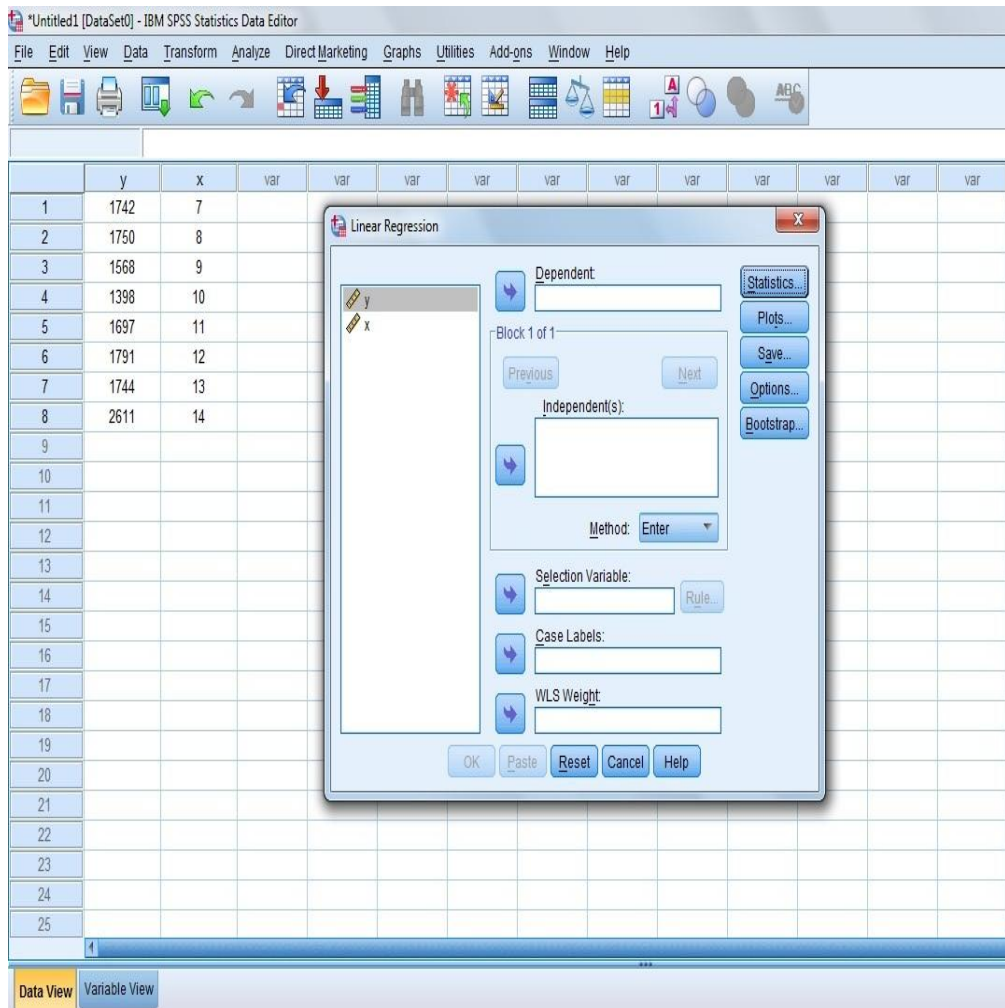 *Untitled1 [DataSet0] - IBM SPSS Statistics Data Editor
File Edit View Data Transform Analyze Direct Marketing Graphs Utilities Add-ons Window Help
A
1
ABC
y x var var var var var var var var var var var
1 1742 7
2 1750 8
3 1568 9
4 1398 10
5 1697 11
6 1791 12
7 1744 13
8 2611 14
9
10
11
12
13
14
15
16
17
18
19
20
21
22
23
24
25
Linear Regression
x
y
x
Dependent:
Block 1 of 1
Previous Next
Independent(s):
Method: Enter
Selection Variable:
Rule...
Case Labels:
WLS Weight:
Statistics...
Plots...
Save...
Options...
Bootstrap...
OK Paste Reset Cancel Help
Data View Variable View